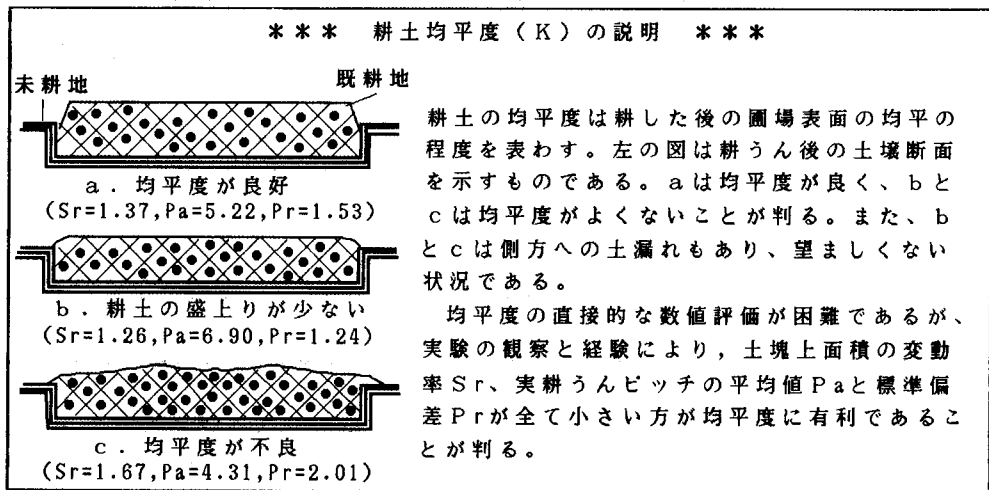 *** 耕土均平度(K)の説明 ***
未耕地
既耕地
a.均平度が良好
(Sr=1.37,Pa=5.22,Pr=1.53)
b.耕土の盛上りが少ない
(Sr=1.26,Pa=6.90,Pr=1.24)
c.均平度が不良
(Sr=1.67,Pa=4.31,Pr=2.01)
耕土の均平度は耕した後の圃場表面の均平の
程度を表わす。左の図は耕うん後の土壌断面
を示すものである。aは均平度が良く、bと
cは均平度がよくないことが判る。また、b
とcは側方への土漏れもあり、望ましくない
状況である。
均平度の直接的な数値評価が困難であるが、
実験の観察と経験により,土塊上面積の変動
率Sr、実耕うんピッチの平均値Paと標準偏
差Prが全て小さい方が均平度に有利であるこ
とが判る。